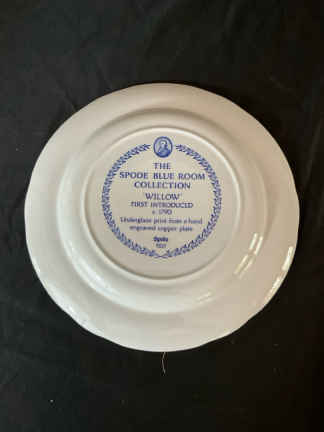 THE
SPODE BLUE ROOM
COLLECTION
'WILLOW'
FIRST INTRODUCED
c. 1790
Underglaze print from a hand
engraved copper plate
Spode